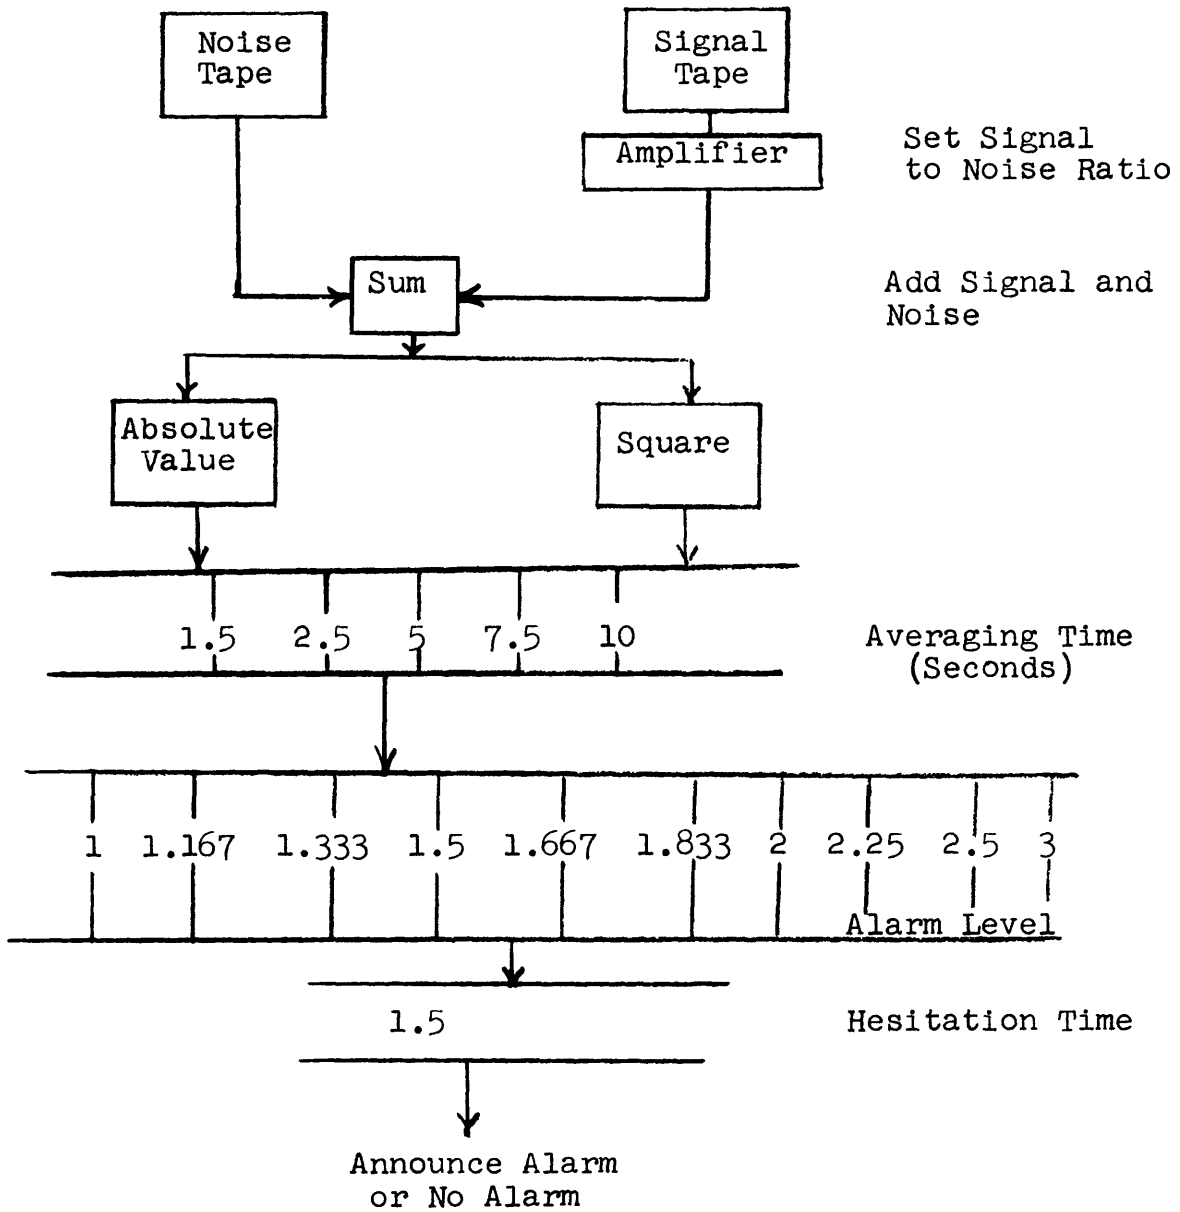 Noise
Tape
Signal
Tape
Amplifier
Set Signal
to Noise Ratio
Sum
Add Signal and
Noise
Absolute
Value
Square
1.5 2.5 5 7.5 10
Averaging Time
(Seconds)
1 1.167 1.333 1.5 1.667 1.833 2 2.25 2.5 3
Alarm Level
1.5
Hesitation Time
Announce Alarm
or No Alarm